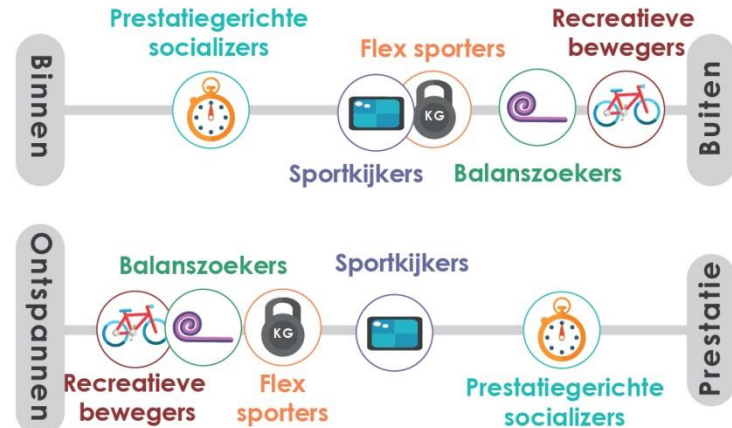 Prestatiegerichte
socializers
Flex sporters
Recreatieve
bewegers
Binnen
KG
Buiten
Sportkijkers
Balanszoekers
Ontspannen
Balanszoekers
Sportkijkers
KG
Prestatie
Recreatieve
bewegers
Flex
sporters
Prestatiegerichte
socializers